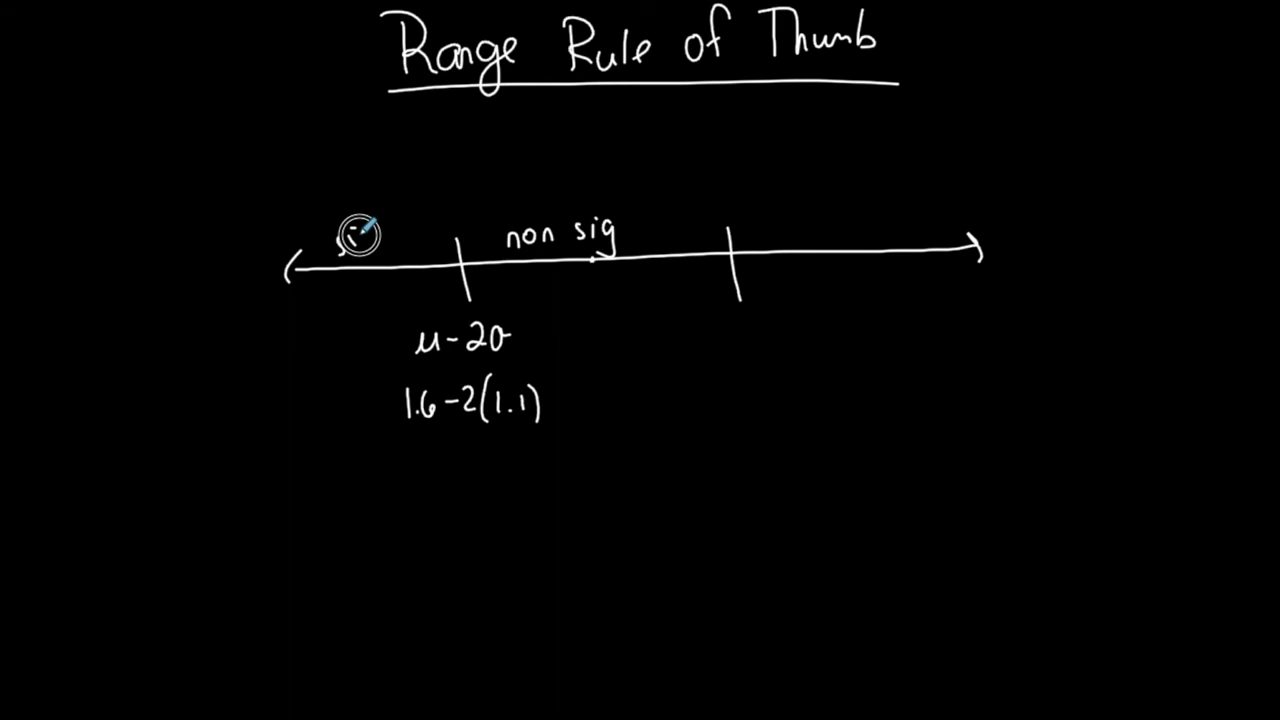 Range Rule of Thumb
non sig
μ-2σ
1.6-2(1.1)